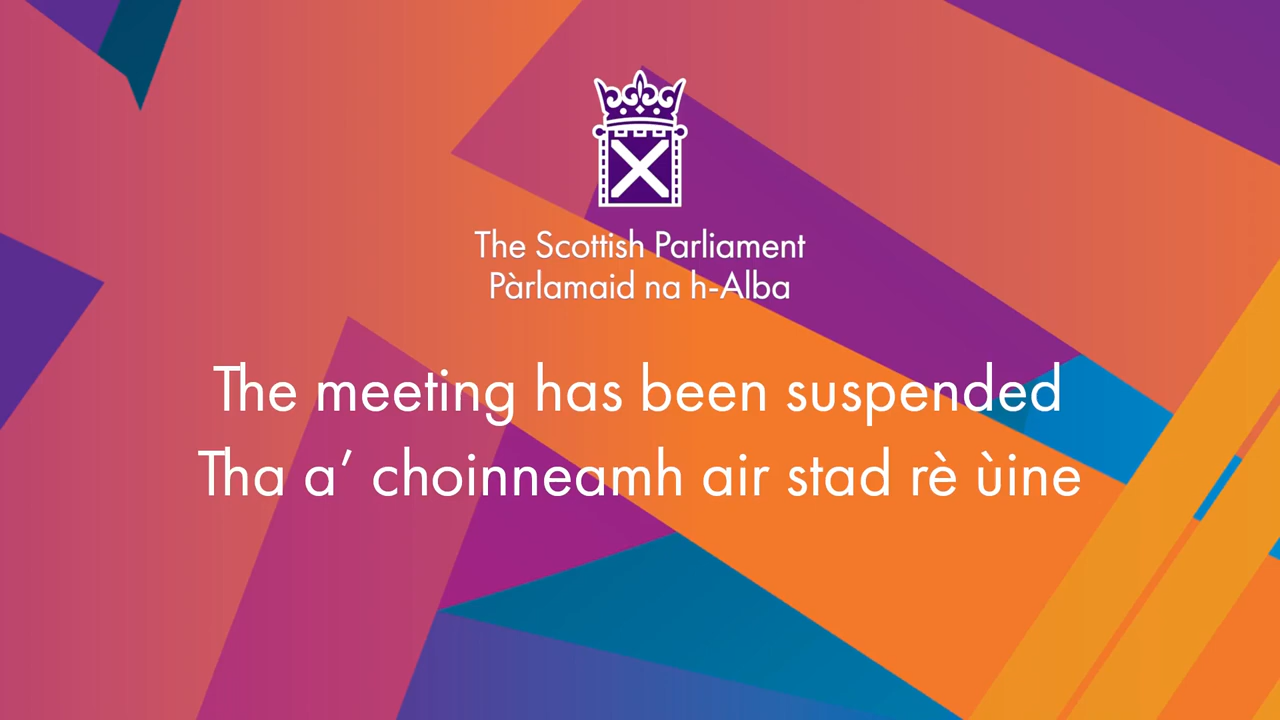 The Scottish Parliament
Pàrlamaid na h-Alba
The meeting has been suspended
Tha a’ choinneamh air stad rè ùine